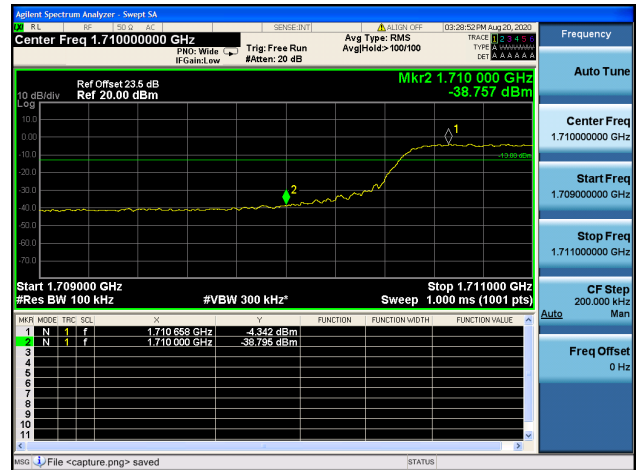 Agilent Spectrum Analyzer - Swept SA
RL RF 50 Ω AC SENSE:INT ALIGN OFF 03:28:52 PM Aug 20, 2020
Center Freq 1.710000000 GHz
PNO: Wide
IFGain:Low
Trig: Free Run
#Atten: 20 dB
Avg Type: RMS
Avg|Hold:>100/100
TRACE 1 2 3 4 5 6
TYPE A
DET A A A A A A
Mkr2 1.710 000 GHz
-38.757 dBm
Ref Offset 23.5 dB
10 dB/div Ref 20.00 dBm
Log
10.0
0.00
-10.0
-20.0
-30.0
-40.0
-50.0
-60.0
-70.0
1
-13.00 dBm
2
Start 1.709000 GHz Stop 1.711000 GHz
#Res BW 100 kHz #VBW 300 kHz* Sweep 1.000 ms (1001 pts)
MKR MODE TRC SCL X Y FUNCTION FUNCTION WIDTH FUNCTION VALUE
1 N 1 f 1.710 658 GHz -4.342 dBm
2 N 1 f 1.710 000 GHz -38.795 dBm
3
4
5
6
7
8
9
10
11
MSG File <capture.png> saved STATUS
Frequency
Auto Tune
Center Freq
1.710000000 GHz
Start Freq
1.709000000 GHz
Stop Freq
1.711000000 GHz
CF Step
200.000 kHz
Auto Man
Freq Offset
0 Hz